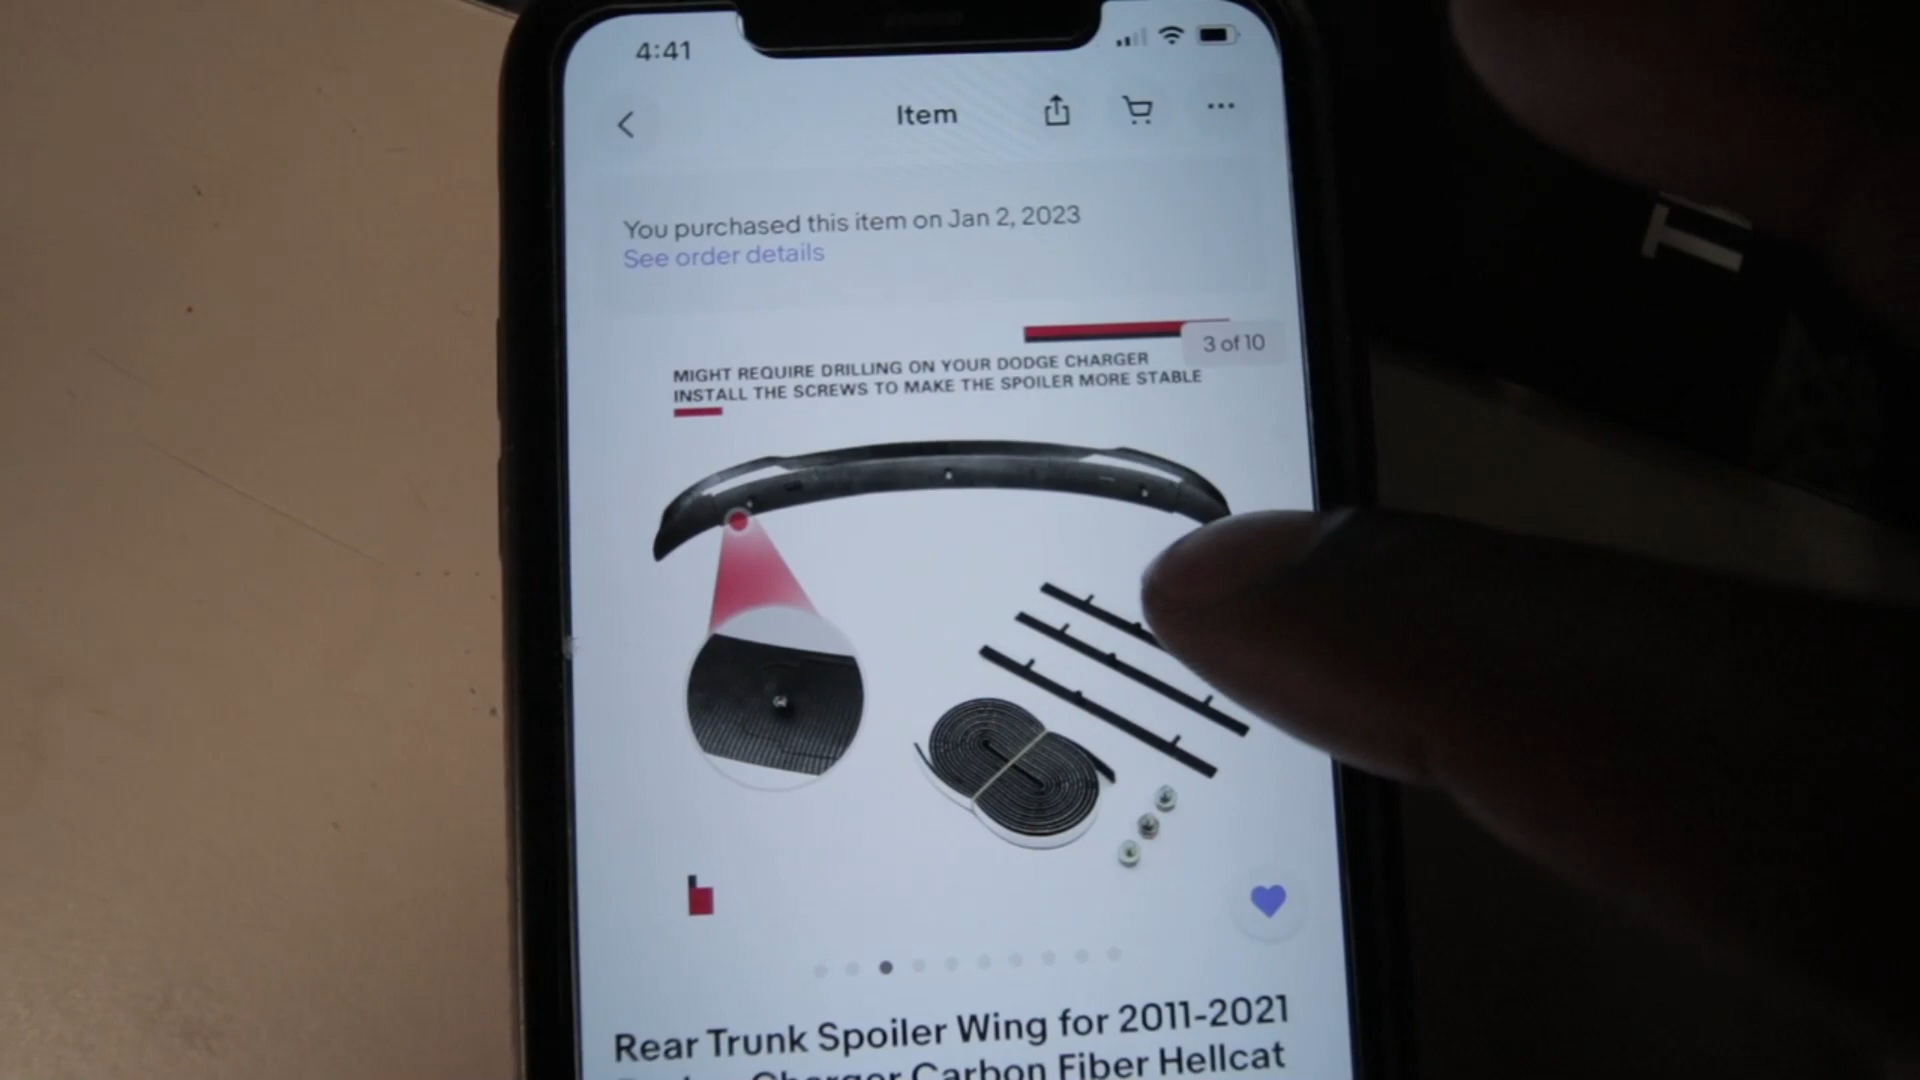 4:41
Item
You purchased this item on Jan 2, 2023
See order details
3 of 10
MIGHT REQUIRE DRILLING ON YOUR DODGE CHARGER
INSTALL THE SCREWS TO MAKE THE SPOILER MORE STABLE
Rear Trunk Spoiler Wing for 2011-2021
Charger Carbon Fiber Hellcat